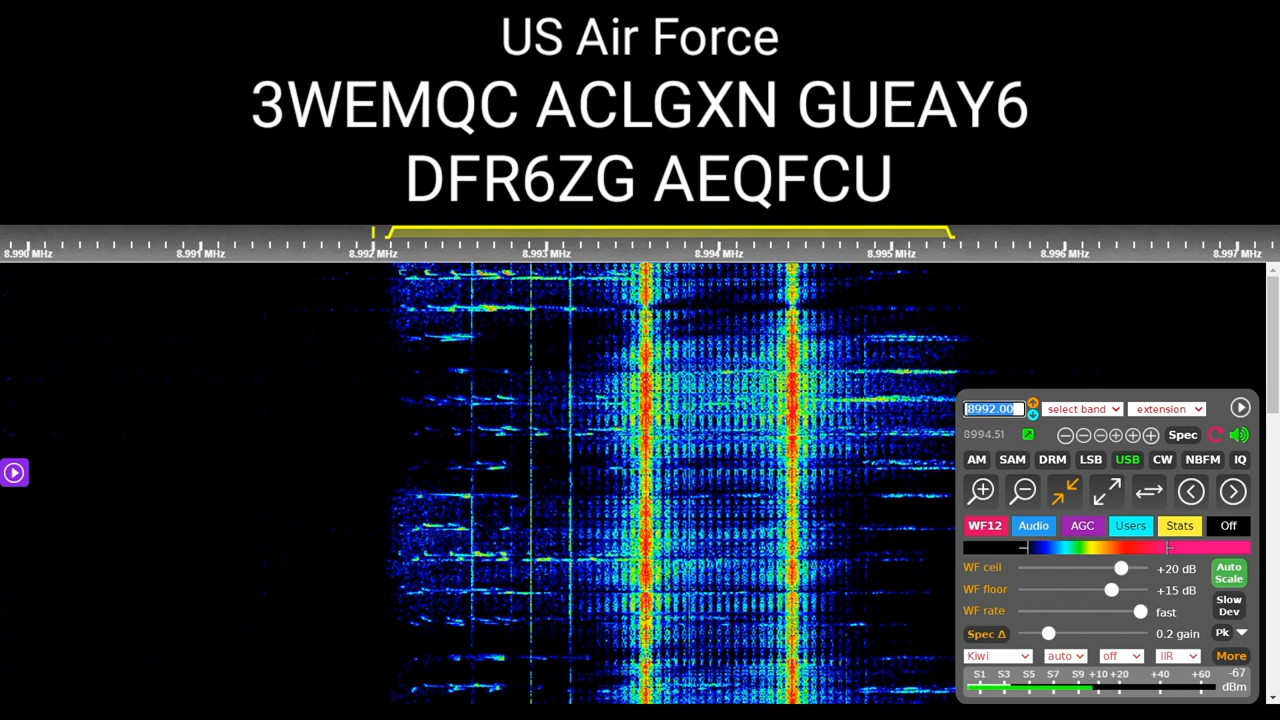 US Air Force
3WEMQC ACLGXN GUEAY6
DFR6ZG AEQFCU
8.990 MHz 8.991 MHz 8.992 MHz 8.993 MHz 8.994 MHz 8.995 MHz 8.996 MHz 8.997 MHz
8992.00 select band extension
8994.51 Spec
AM SAM DRM LSB USB CW NBFM IQ
WF12 Audio AGC Users Stats Off
WF ceil +20 dB Auto Scale
WF floor +15 dB
WF rate fast Slow Dev
Spec Δ 0.2 gain Pk
Kiwi auto off IIR More
S1 S3 S5 S7 S9 +10 +20 +40 +60 -67 dBm